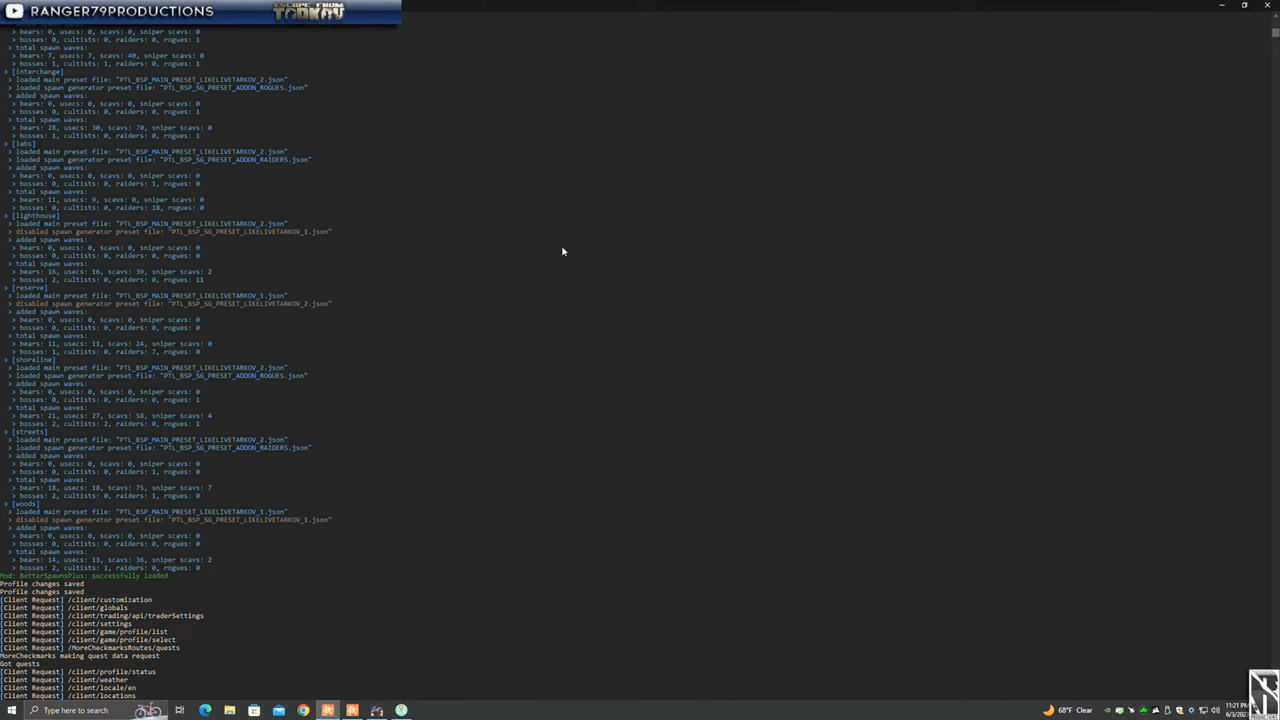 RANGER79PRODUCTIONS
ESCAPE FROM
TARKOV
> bears: 0, usecs: 0, scavs: 0, sniper scavs: 0
> bosses: 0, cultists: 0, raiders: 0, rogues: 1
> total spawn waves:
> bears: 7, usecs: 7, scavs: 40, sniper scavs: 0
> bosses: 1, cultists: 1, raiders: 0, rogues: 1
> [interchange]
> loaded main preset file: "PTL_BSP_MAIN_PRESET_LIKELIVETARKOV_2.json"
> loaded spawn generator preset file: "PTL_BSP_SG_PRESET_ADDON_ROGUES.json"
> added spawn waves:
> bears: 0, usecs: 0, scavs: 0, sniper scavs: 0
> bosses: 0, cultists: 0, raiders: 0, rogues: 1
> total spawn waves:
> bears: 28, usecs: 30, scavs: 70, sniper scavs: 0
> bosses: 1, cultists: 0, raiders: 0, rogues: 1
> [labs]
> loaded main preset file: "PTL_BSP_MAIN_PRESET_LIKELIVETARKOV_2.json"
> loaded spawn generator preset file: "PTL_BSP_SG_PRESET_ADDON_RAIDERS.json"
> added spawn waves:
> bears: 0, usecs: 0, scavs: 0, sniper scavs: 0
> bosses: 0, cultists: 0, raiders: 1, rogues: 0
> total spawn waves:
> bears: 11, usecs: 9, scavs: 0, sniper scavs: 0
> bosses: 0, cultists: 0, raiders: 18, rogues: 0
> [lighthouse]
> loaded main preset file: "PTL_BSP_MAIN_PRESET_LIKELIVETARKOV_2.json"
> disabled spawn generator preset file: "PTL_BSP_SG_PRESET_LIKELIVETARKOV_1.json"
> added spawn waves:
> bears: 0, usecs: 0, scavs: 0, sniper scavs: 0
> bosses: 0, cultists: 0, raiders: 0, rogues: 0
> total spawn waves:
> bears: 16, usecs: 16, scavs: 39, sniper scavs: 2
> bosses: 2, cultists: 0, raiders: 0, rogues: 11
> [reserve]
> loaded main preset file: "PTL_BSP_MAIN_PRESET_LIKELIVETARKOV_1.json"
> disabled spawn generator preset file: "PTL_BSP_SG_PRESET_LIKELIVETARKOV_2.json"
> added spawn waves:
> bears: 0, usecs: 0, scavs: 0, sniper scavs: 0
> bosses: 0, cultists: 0, raiders: 0, rogues: 0
> total spawn waves:
> bears: 11, usecs: 11, scavs: 24, sniper scavs: 0
> bosses: 1, cultists: 0, raiders: 7, rogues: 0
> [shoreline]
> loaded main preset file: "PTL_BSP_MAIN_PRESET_LIKELIVETARKOV_2.json"
> loaded spawn generator preset file: "PTL_BSP_SG_PRESET_ADDON_ROGUES.json"
> added spawn waves:
> bears: 0, usecs: 0, scavs: 0, sniper scavs: 0
> bosses: 0, cultists: 0, raiders: 0, rogues: 1
> total spawn waves:
> bears: 21, usecs: 27, scavs: 58, sniper scavs: 4
> bosses: 2, cultists: 2, raiders: 0, rogues: 1
> [streets]
> loaded main preset file: "PTL_BSP_MAIN_PRESET_LIKELIVETARKOV_2.json"
> loaded spawn generator preset file: "PTL_BSP_SG_PRESET_ADDON_RAIDERS.json"
> added spawn waves:
> bears: 0, usecs: 0, scavs: 0, sniper scavs: 0
> bosses: 0, cultists: 0, raiders: 1, rogues: 0
> total spawn waves:
> bears: 18, usecs: 18, scavs: 75, sniper scavs: 7
> bosses: 2, cultists: 0, raiders: 1, rogues: 0
> [woods]
> loaded main preset file: "PTL_BSP_MAIN_PRESET_LIKELIVETARKOV_1.json"
> disabled spawn generator preset file: "PTL_BSP_SG_PRESET_LIKELIVETARKOV_1.json"
> added spawn waves:
> bears: 0, usecs: 0, scavs: 0, sniper scavs: 0
> bosses: 0, cultists: 0, raiders: 0, rogues: 0
> total spawn waves:
> bears: 14, usecs: 13, scavs: 36, sniper scavs: 2
> bosses: 2, cultists: 1, raiders: 0, rogues: 0
Mod: BetterSpawnsPlus: successfully loaded
Profile changes saved
Profile changes saved
[Client Request] /client/customization
[Client Request] /client/globals
[Client Request] /client/trading/api/traderSettings
[Client Request] /client/settings
[Client Request] /client/game/profile/list
[Client Request] /client/game/profile/select
[Client Request] /MoreCheckmarksRoutes/quests
MoreCheckmarks making quest data request
Got quests
[Client Request] /client/profile/status
[Client Request] /client/weather
[Client Request] /client/locale/en
[Client Request] /client/locations
Type here to search
68°F Clear
11:21 PM